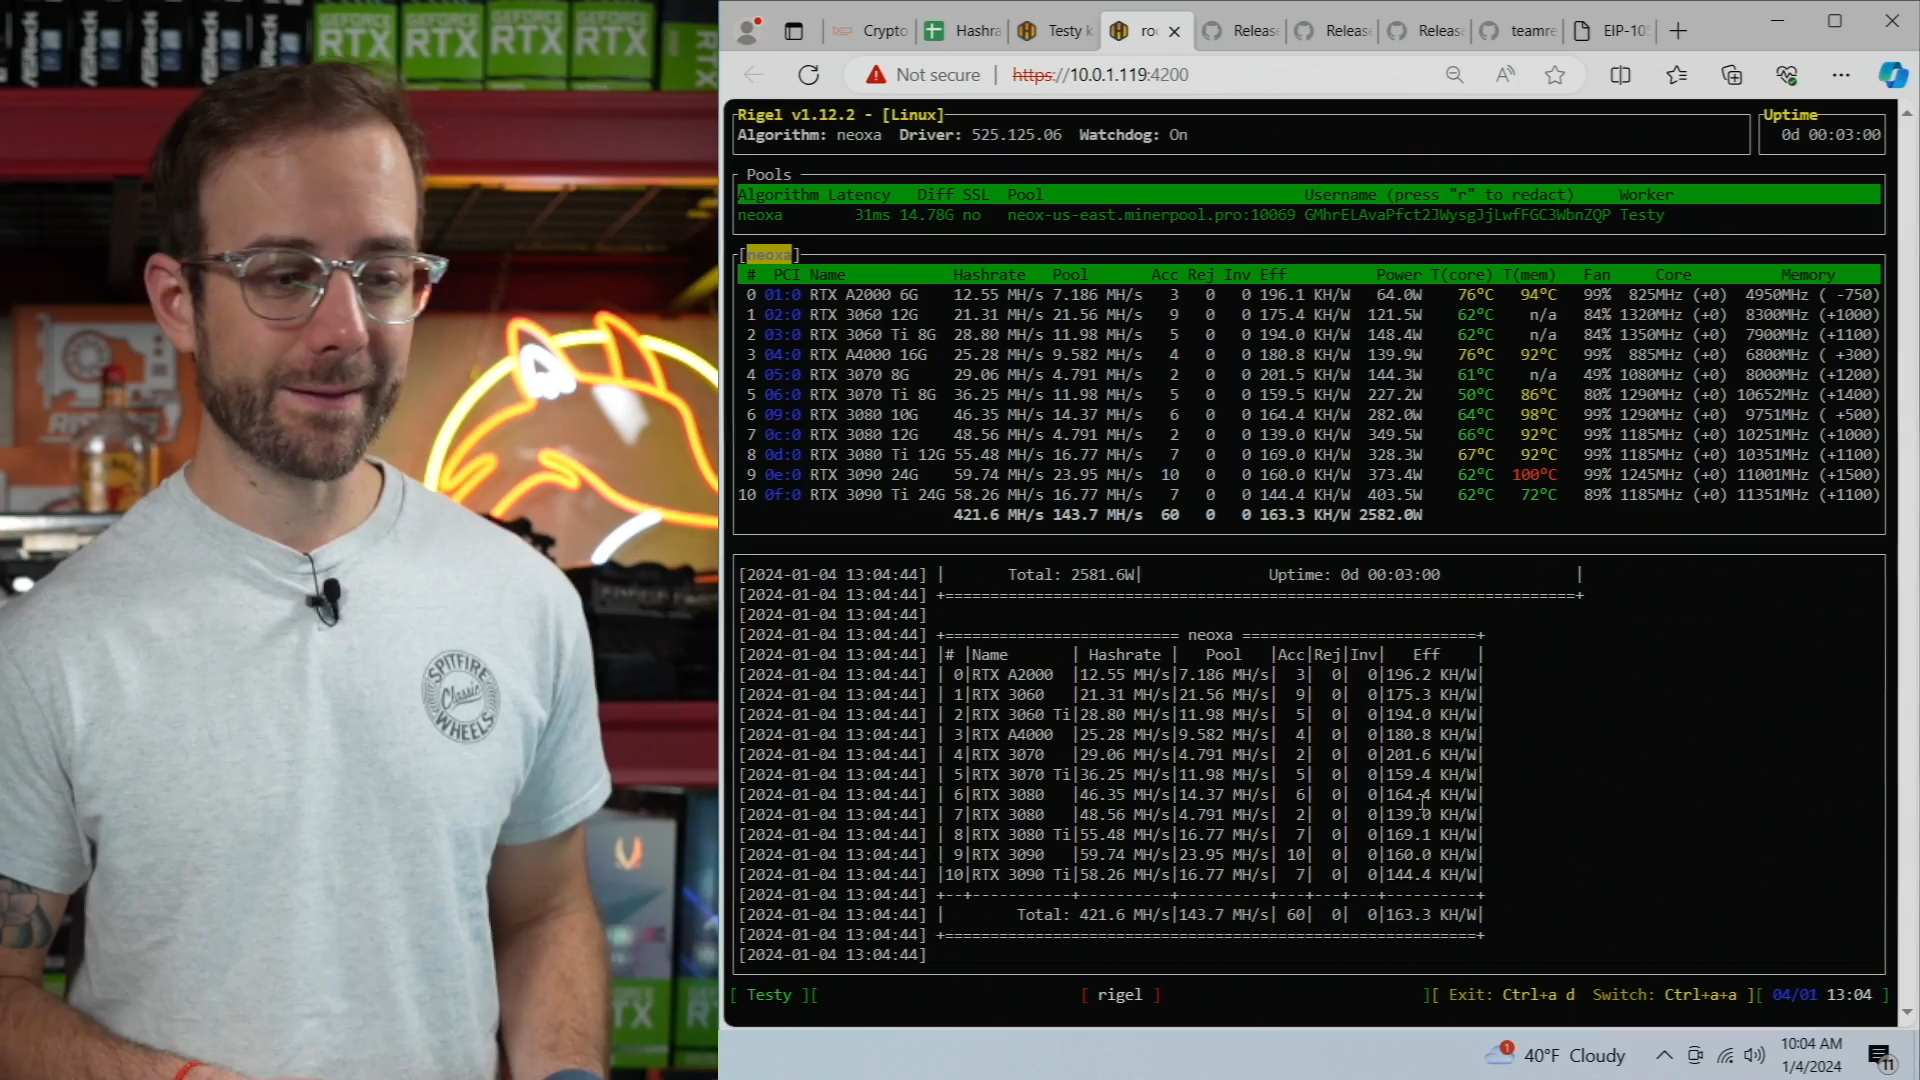 GEFORCE RTX
GEFORCE RTX
GEFORCE RTX
GEFORCE RTX
ASRock
ASRock
ASRock
SPITFIRE
Classic
WHEELS
Crypto
Hashra
Testy k
roo
Release
Release
Release
teamre
EIP-105
Not secure
https://10.0.1.119:4200
Rigel v1.12.2 - [Linux]
Uptime
Algorithm: neoxa Driver: 525.125.06 Watchdog: On
0d 00:03:00
Pools
Algorithm Latency Diff SSL Pool Username (press "r" to redact) Worker
neoxa 31ms 14.78G no neox-us-east.minerpool.pro:10069 GMhrELAvaPfct2JWysgJjLwfFGC3WbnZQP Testy
[neoxa]
# PCI Name Hashrate Pool Acc Rej Inv Eff Power T(core) T(mem) Fan Core Memory
0 01:0 RTX A2000 6G 12.55 MH/s 7.186 MH/s 3 0 0 196.1 KH/W 64.0W 76°C 94°C 99% 825MHz (+0) 4950MHz ( -750)
1 02:0 RTX 3060 12G 21.31 MH/s 21.56 MH/s 9 0 0 175.4 KH/W 121.5W 62°C n/a 84% 1320MHz (+0) 8300MHz (+1000)
2 03:0 RTX 3060 Ti 8G 28.80 MH/s 11.98 MH/s 5 0 0 194.0 KH/W 148.4W 62°C n/a 84% 1350MHz (+0) 7900MHz (+1100)
3 04:0 RTX A4000 16G 25.28 MH/s 9.582 MH/s 4 0 0 180.8 KH/W 139.9W 76°C 92°C 99% 885MHz (+0) 6800MHz ( +300)
4 05:0 RTX 3070 8G 29.06 MH/s 4.791 MH/s 2 0 0 201.5 KH/W 144.3W 61°C n/a 49% 1080MHz (+0) 8000MHz (+1200)
5 06:0 RTX 3070 Ti 8G 36.25 MH/s 11.98 MH/s 5 0 0 159.5 KH/W 227.2W 50°C 86°C 80% 1290MHz (+0) 10652MHz (+1400)
6 09:0 RTX 3080 10G 46.35 MH/s 14.37 MH/s 6 0 0 164.4 KH/W 282.0W 64°C 98°C 99% 1290MHz (+0) 9751MHz ( +500)
7 0c:0 RTX 3080 12G 48.56 MH/s 4.791 MH/s 2 0 0 139.0 KH/W 349.5W 66°C 92°C 99% 1185MHz (+0) 10251MHz (+1000)
8 0d:0 RTX 3080 Ti 12G 55.48 MH/s 16.77 MH/s 7 0 0 169.0 KH/W 328.3W 67°C 92°C 99% 1185MHz (+0) 10351MHz (+1100)
9 0e:0 RTX 3090 24G 59.74 MH/s 23.95 MH/s 10 0 0 160.0 KH/W 373.4W 62°C 100°C 99% 1245MHz (+0) 11001MHz (+1500)
10 0f:0 RTX 3090 Ti 24G 58.26 MH/s 16.77 MH/s 7 0 0 144.4 KH/W 403.5W 62°C 72°C 89% 1185MHz (+0) 11351MHz (+1100)
421.6 MH/s 143.7 MH/s 60 0 0 163.3 KH/W 2582.0W
[2024-01-04 13:04:44] | Total: 2581.6W| Uptime: 0d 00:03:00 |
[2024-01-04 13:04:44] +=======================================================================+
[2024-01-04 13:04:44]
[2024-01-04 13:04:44] +========================== neoxa ==========================+
[2024-01-04 13:04:44] |# |Name | Hashrate | Pool |Acc|Rej|Inv| Eff |
[2024-01-04 13:04:44] | 0|RTX A2000 |12.55 MH/s|7.186 MH/s| 3| 0| 0|196.2 KH/W|
[2024-01-04 13:04:44] | 1|RTX 3060 |21.31 MH/s|21.56 MH/s| 9| 0| 0|175.3 KH/W|
[2024-01-04 13:04:44] | 2|RTX 3060 Ti|28.80 MH/s|11.98 MH/s| 5| 0| 0|194.0 KH/W|
[2024-01-04 13:04:44] | 3|RTX A4000 |25.28 MH/s|9.582 MH/s| 4| 0| 0|180.8 KH/W|
[2024-01-04 13:04:44] | 4|RTX 3070 |29.06 MH/s|4.791 MH/s| 2| 0| 0|201.6 KH/W|
[2024-01-04 13:04:44] | 5|RTX 3070 Ti|36.25 MH/s|11.98 MH/s| 5| 0| 0|159.4 KH/W|
[2024-01-04 13:04:44] | 6|RTX 3080 |46.35 MH/s|14.37 MH/s| 6| 0| 0|164.4 KH/W|
[2024-01-04 13:04:44] | 7|RTX 3080 |48.56 MH/s|4.791 MH/s| 2| 0| 0|139.0 KH/W|
[2024-01-04 13:04:44] | 8|RTX 3080 Ti|55.48 MH/s|16.77 MH/s| 7| 0| 0|169.1 KH/W|
[2024-01-04 13:04:44] | 9|RTX 3090 |59.74 MH/s|23.95 MH/s| 10| 0| 0|160.0 KH/W|
[2024-01-04 13:04:44] |10|RTX 3090 Ti|58.26 MH/s|16.77 MH/s| 7| 0| 0|144.4 KH/W|
[2024-01-04 13:04:44] +--+-----------+----------+----------+---+---+---+----------+
[2024-01-04 13:04:44] | Total: 421.6 MH/s|143.7 MH/s| 60| 0| 0|163.3 KH/W|
[2024-01-04 13:04:44] +===========================================================+
[2024-01-04 13:04:44]
[ Testy ][ [ rigel ] ][ Exit: Ctrl+a d Switch: Ctrl+a+a ][ 04/01 13:04 ]
1
40°F Cloudy
10:04 AM
1/4/2024
11